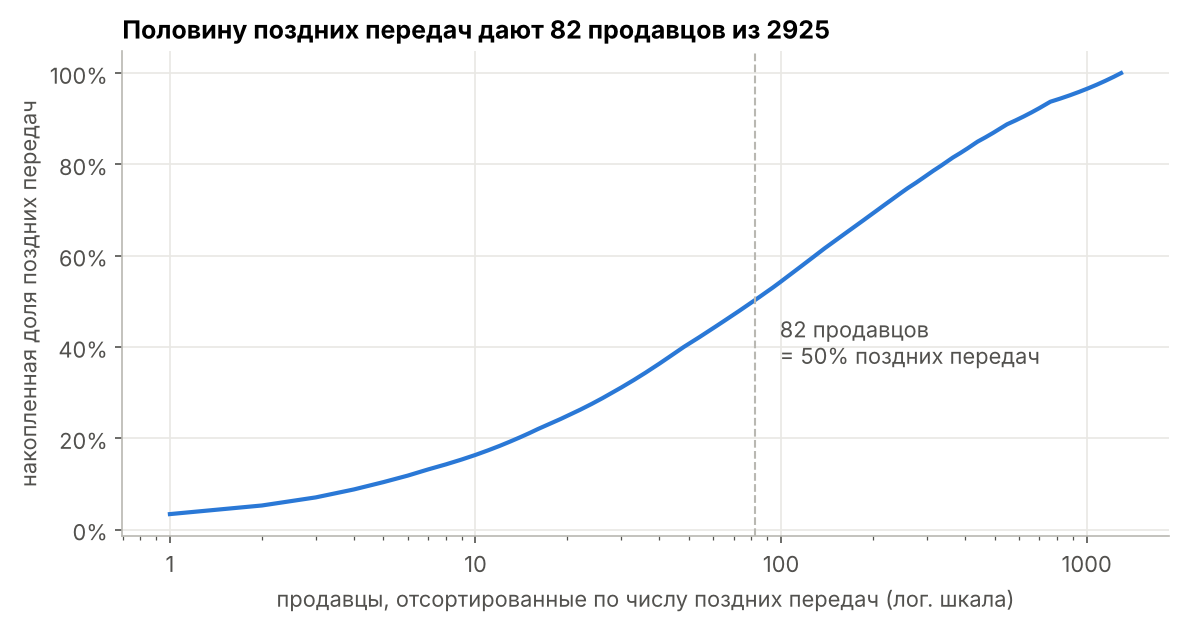 Половину поздних передач дают 82 продавцов из 2925
накопленная доля поздних передач
100%
80%
60%
40%
20%
0%
82 продавцов
= 50% поздних передач
1
10
100
1000
продавцы, отсортированные по числу поздних передач (лог. шкала)